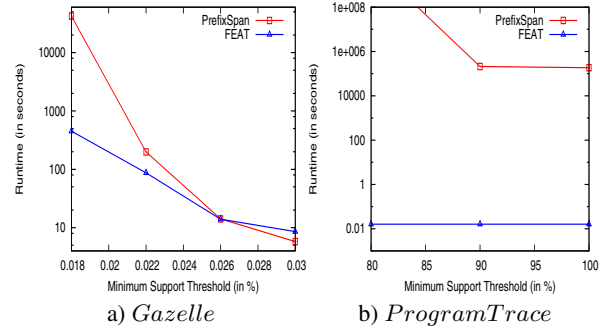 PrefixSpan
FEAT
10000
1000
100
10
Runtime (in seconds)
0.018 0.02 0.022 0.024 0.026 0.028 0.03
Minimum Support Threshold (in %)
a) Gazelle
PrefixSpan
FEAT
1e+008
1e+006
10000
100
1
0.01
Runtime (in seconds)
80 85 90 95 100
Minimum Support Threshold (in %)
b) ProgramTrace